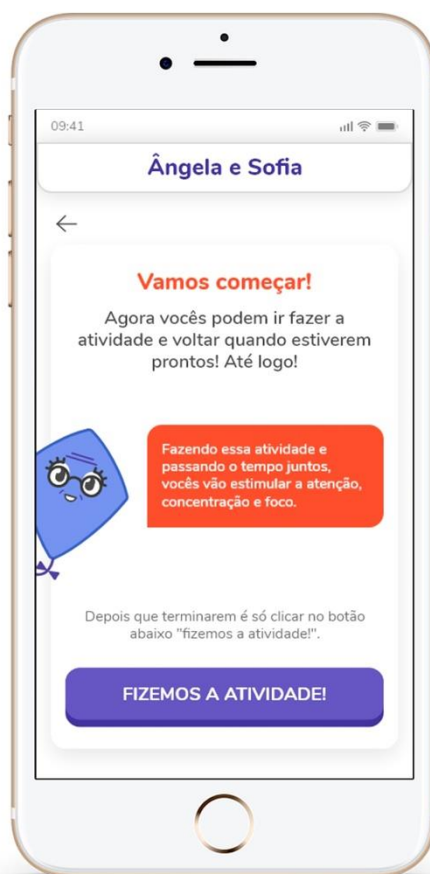 09:41
Ângela e Sofia
Vamos começar!
Agora vocês podem ir fazer a
atividade e voltar quando estiverem
prontos! Até logo!
Fazendo essa atividade e
passando o tempo juntos,
vocês vão estimular a atenção,
concentração e foco.
Depois que terminarem é só clicar no botão
abaixo "fizemos a atividade!".
FIZEMOS A ATIVIDADE!